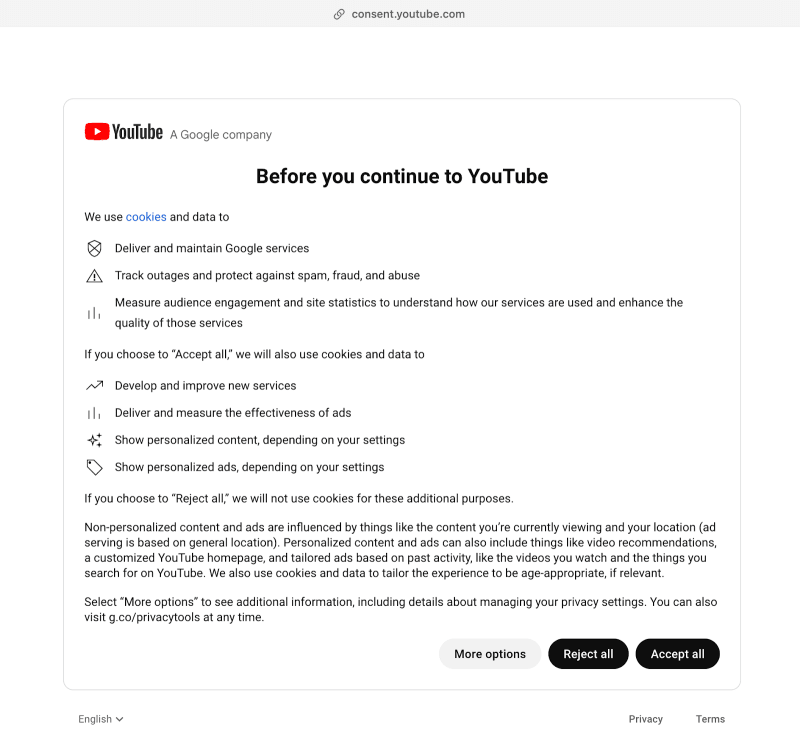 consent.youtube.com
YouTube A Google company
Before you continue to YouTube
We use cookies and data to
Deliver and maintain Google services
Track outages and protect against spam, fraud, and abuse
Measure audience engagement and site statistics to understand how our services are used and enhance the
quality of those services
If you choose to “Accept all,” we will also use cookies and data to
Develop and improve new services
Deliver and measure the effectiveness of ads
Show personalized content, depending on your settings
Show personalized ads, depending on your settings
If you choose to “Reject all,” we will not use cookies for these additional purposes.
Non-personalized content and ads are influenced by things like the content you’re currently viewing and your location (ad
serving is based on general location). Personalized content and ads can also include things like video recommendations,
a customized YouTube homepage, and tailored ads based on past activity, like the videos you watch and the things you
search for on YouTube. We also use cookies and data to tailor the experience to be age-appropriate, if relevant.
Select “More options” to see additional information, including details about managing your privacy settings. You can also
visit g.co/privacytools at any time.
More options Reject all Accept all
English Privacy Terms